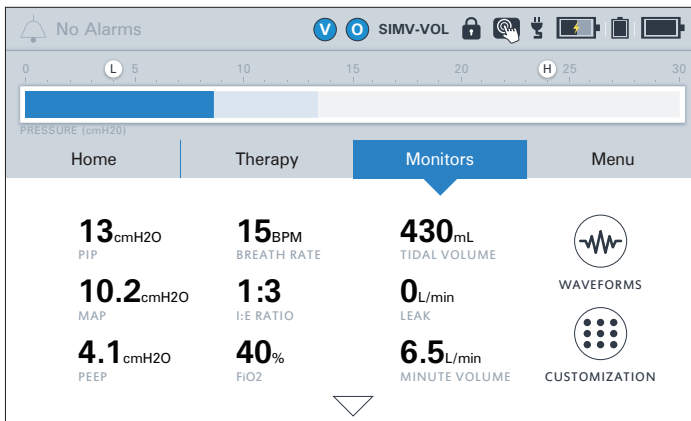 No Alarms V O SIMV-VOL
0 L 5 10 15 20 H 25 30
PRESSURE (cmH20)
Home Therapy Monitors Menu
13cmH2O 15BPM 430mL
PIP BREATH RATE TIDAL VOLUME
WAVEFORMS
10.2cmH2O 1:3 0L/min
MAP I:E RATIO LEAK
4.1cmH2O 40% 6.5L/min
PEEP FiO2 MINUTE VOLUME CUSTOMIZATION